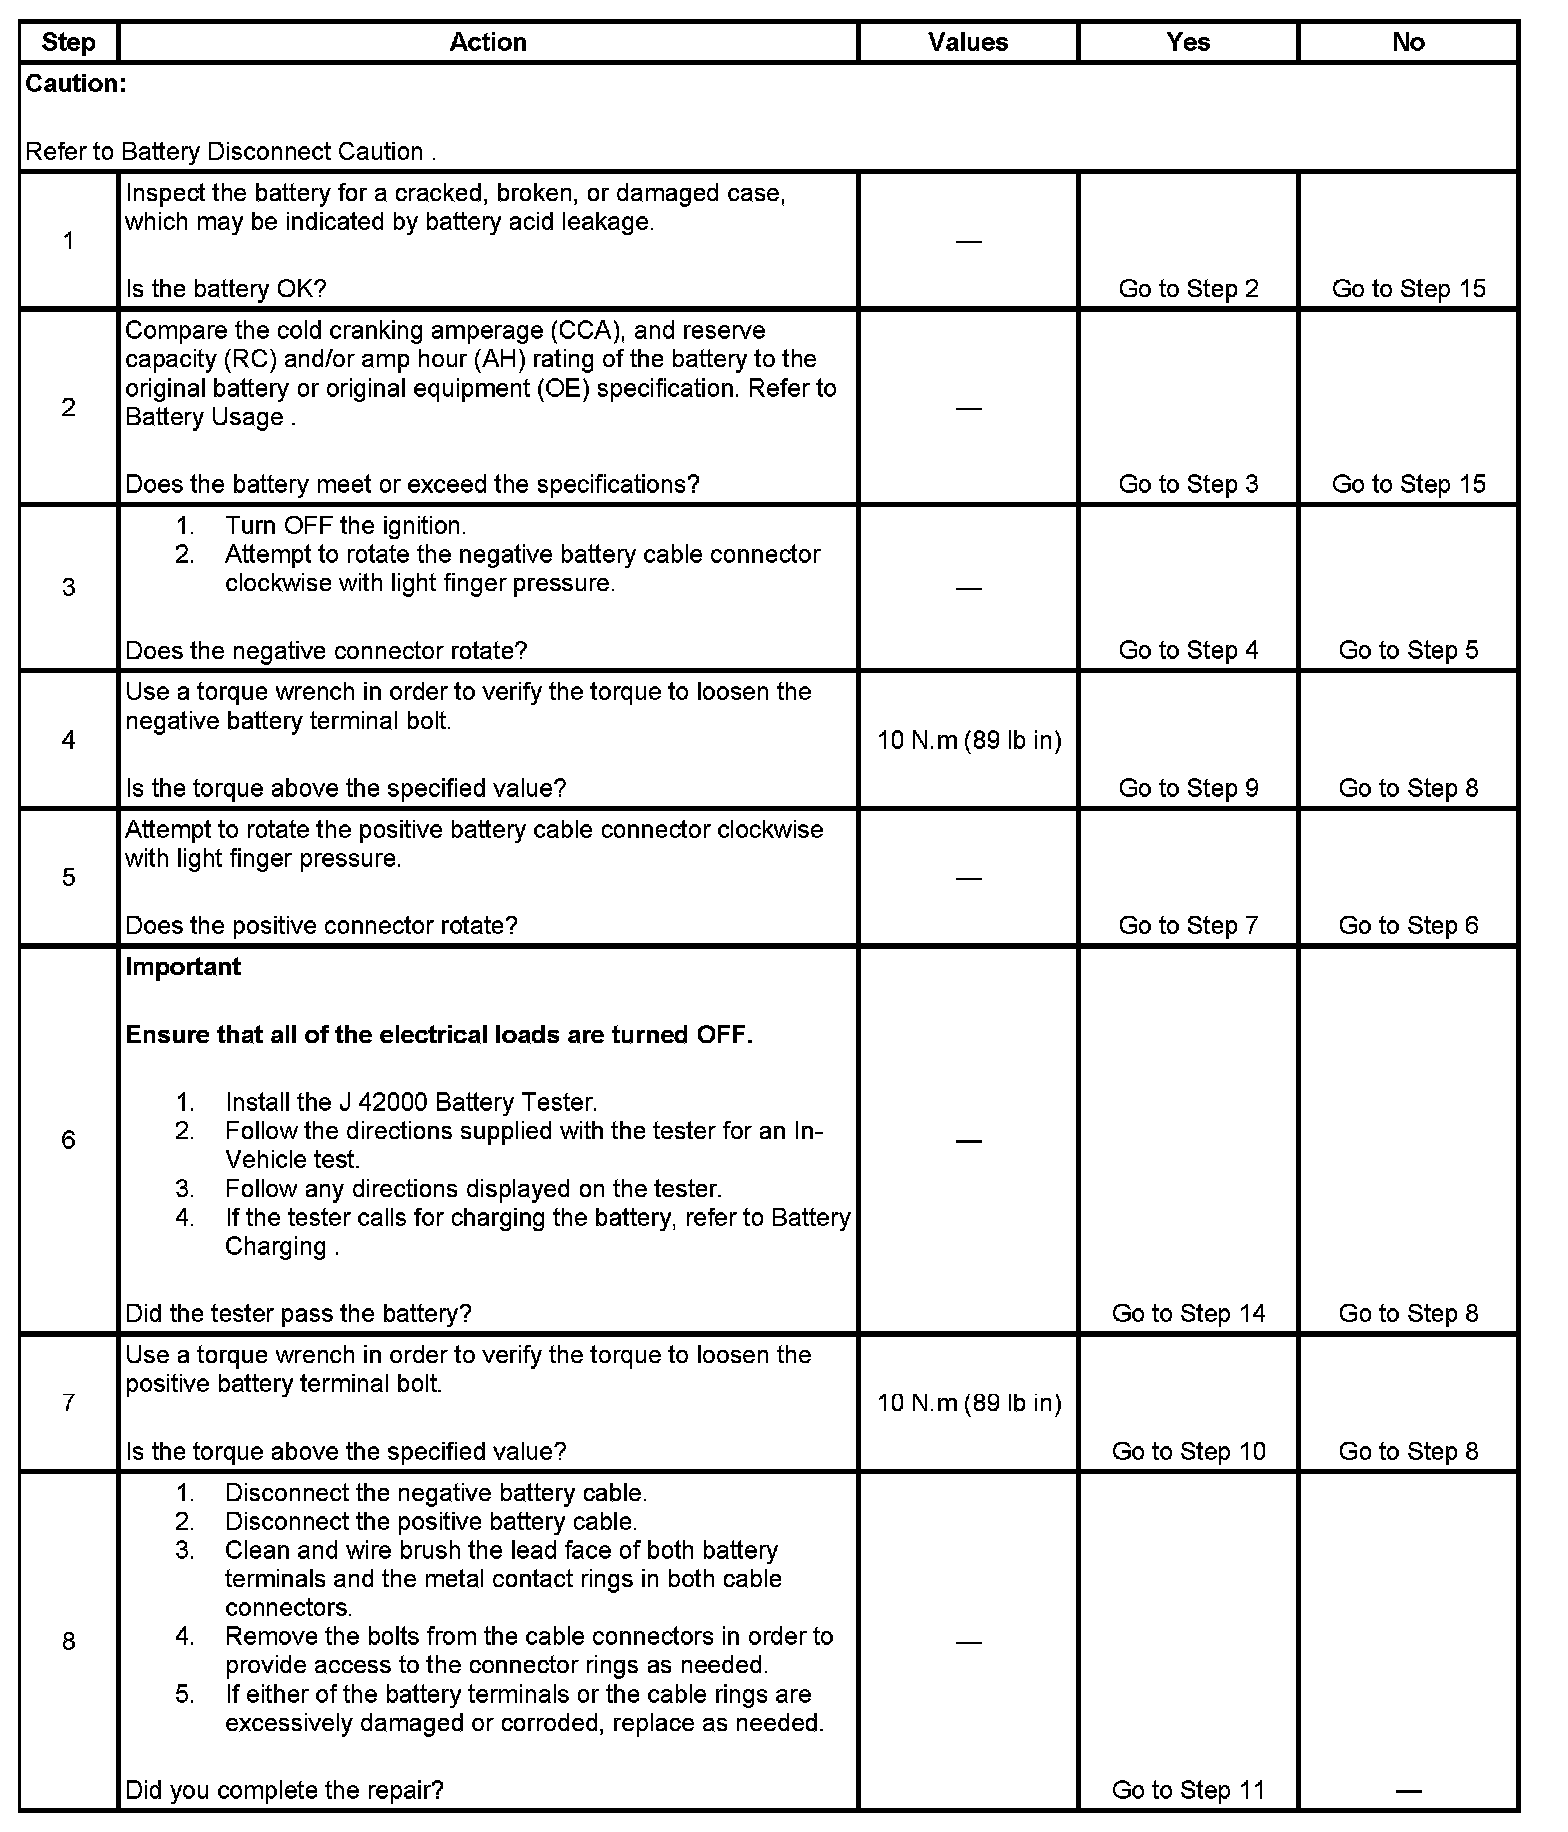 Step Action Values Yes No
Caution:
Refer to Battery Disconnect Caution .
1
Inspect the battery for a cracked, broken, or damaged case,
which may be indicated by battery acid leakage.
Is the battery OK?
—
Go to Step 2
Go to Step 15
2
Compare the cold cranking amperage (CCA), and reserve
capacity (RC) and/or amp hour (AH) rating of the battery to the
original battery or original equipment (OE) specification. Refer to
Battery Usage .
Does the battery meet or exceed the specifications?
—
Go to Step 3
Go to Step 15
3
1. Turn OFF the ignition.
2. Attempt to rotate the negative battery cable connector
clockwise with light finger pressure.
Does the negative connector rotate?
—
Go to Step 4
Go to Step 5
4
Use a torque wrench in order to verify the torque to loosen the
negative battery terminal bolt.
Is the torque above the specified value?
10 N.m (89 lb in)
Go to Step 9
Go to Step 8
5
Attempt to rotate the positive battery cable connector clockwise
with light finger pressure.
Does the positive connector rotate?
—
Go to Step 7
Go to Step 6
6
Important
Ensure that all of the electrical loads are turned OFF.
1. Install the J 42000 Battery Tester.
2. Follow the directions supplied with the tester for an In-
Vehicle test.
3. Follow any directions displayed on the tester.
4. If the tester calls for charging the battery, refer to Battery
Charging .
Did the tester pass the battery?
—
Go to Step 14
Go to Step 8
7
Use a torque wrench in order to verify the torque to loosen the
positive battery terminal bolt.
Is the torque above the specified value?
10 N.m (89 lb in)
Go to Step 10
Go to Step 8
8
1. Disconnect the negative battery cable.
2. Disconnect the positive battery cable.
3. Clean and wire brush the lead face of both battery
terminals and the metal contact rings in both cable
connectors.
4. Remove the bolts from the cable connectors in order to
provide access to the connector rings as needed.
5. If either of the battery terminals or the cable rings are
excessively damaged or corroded, replace as needed.
Did you complete the repair?
—
Go to Step 11
—